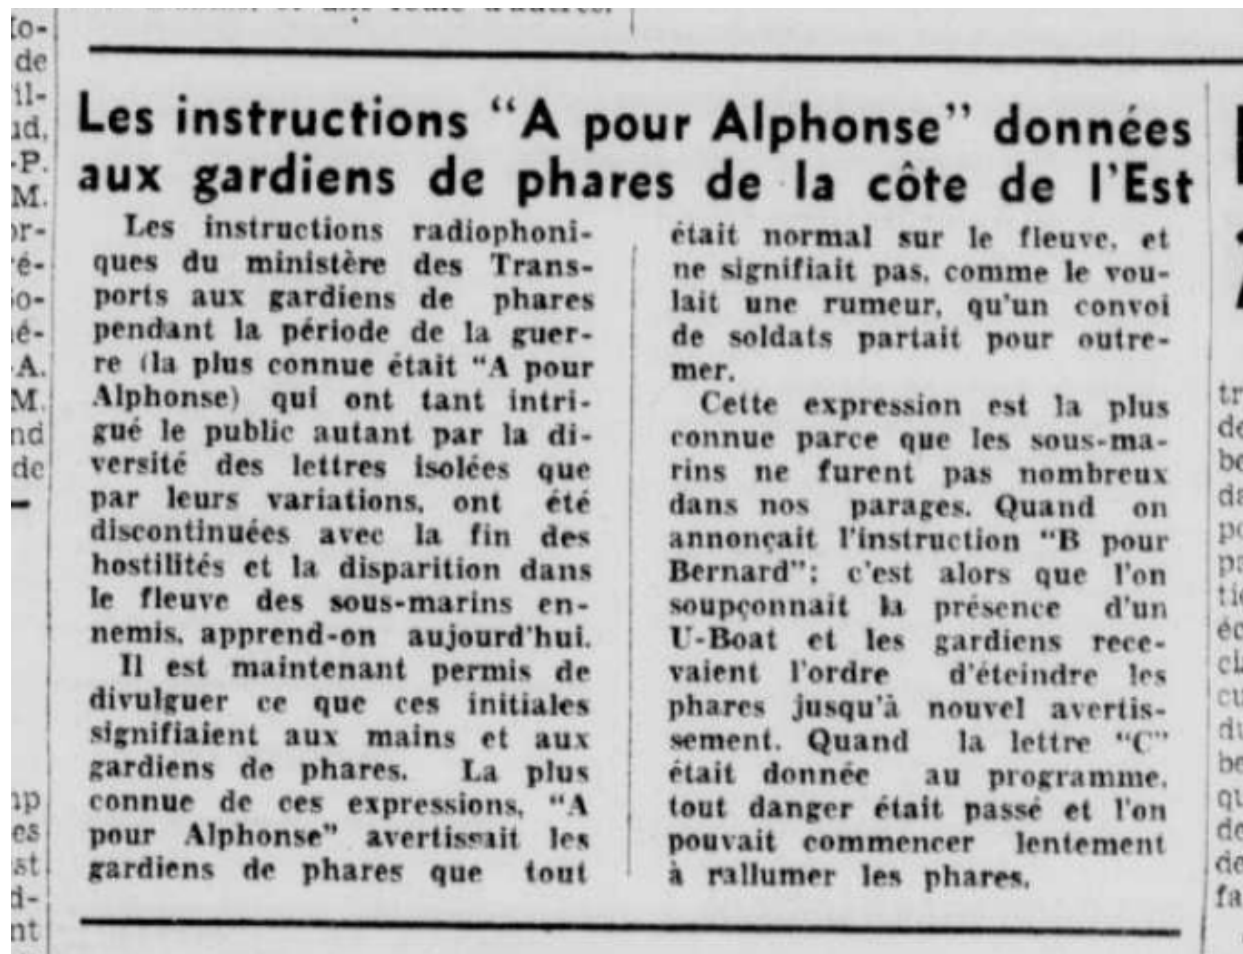 Les instructions "A pour Alphonse" données
aux gardiens de phares de la côte de l'Est
Les instructions radiophoni-
ques du ministère des Trans-
ports aux gardiens de phares
pendant la période de la guer-
re (la plus connue était "A pour
Alphonse) qui ont tant intri-
gué le public autant par la di-
versité des lettres isolées que
par leurs variations, ont été
discontinuées avec la fin des
hostilités et la disparition dans
le fleuve des sous-marins en-
nemis, apprend-on aujourd'hui.
Il est maintenant permis de
divulguer ce que ces initiales
signifiaient aux mains et aux
gardiens de phares. La plus
connue de ces expressions, "A
pour Alphonse" avertissait les
gardiens de phares que tout
était normal sur le fleuve, et
ne signifiait pas, comme le vou-
lait une rumeur, qu'un convoi
de soldats partait pour outre-
mer.
Cette expression est la plus
connue parce que les sous-ma-
rins ne furent pas nombreux
dans nos parages. Quand on
annonçait l'instruction "B pour
Bernard"; c'est alors que l'on
soupçonnait la présence d'un
U-Boat et les gardiens rece-
vaient l'ordre d'éteindre les
phares jusqu'à nouvel avertis-
sement. Quand la lettre "C"
était donnée au programme,
tout danger était passé et l'on
pouvait commencer lentement
à rallumer les phares.